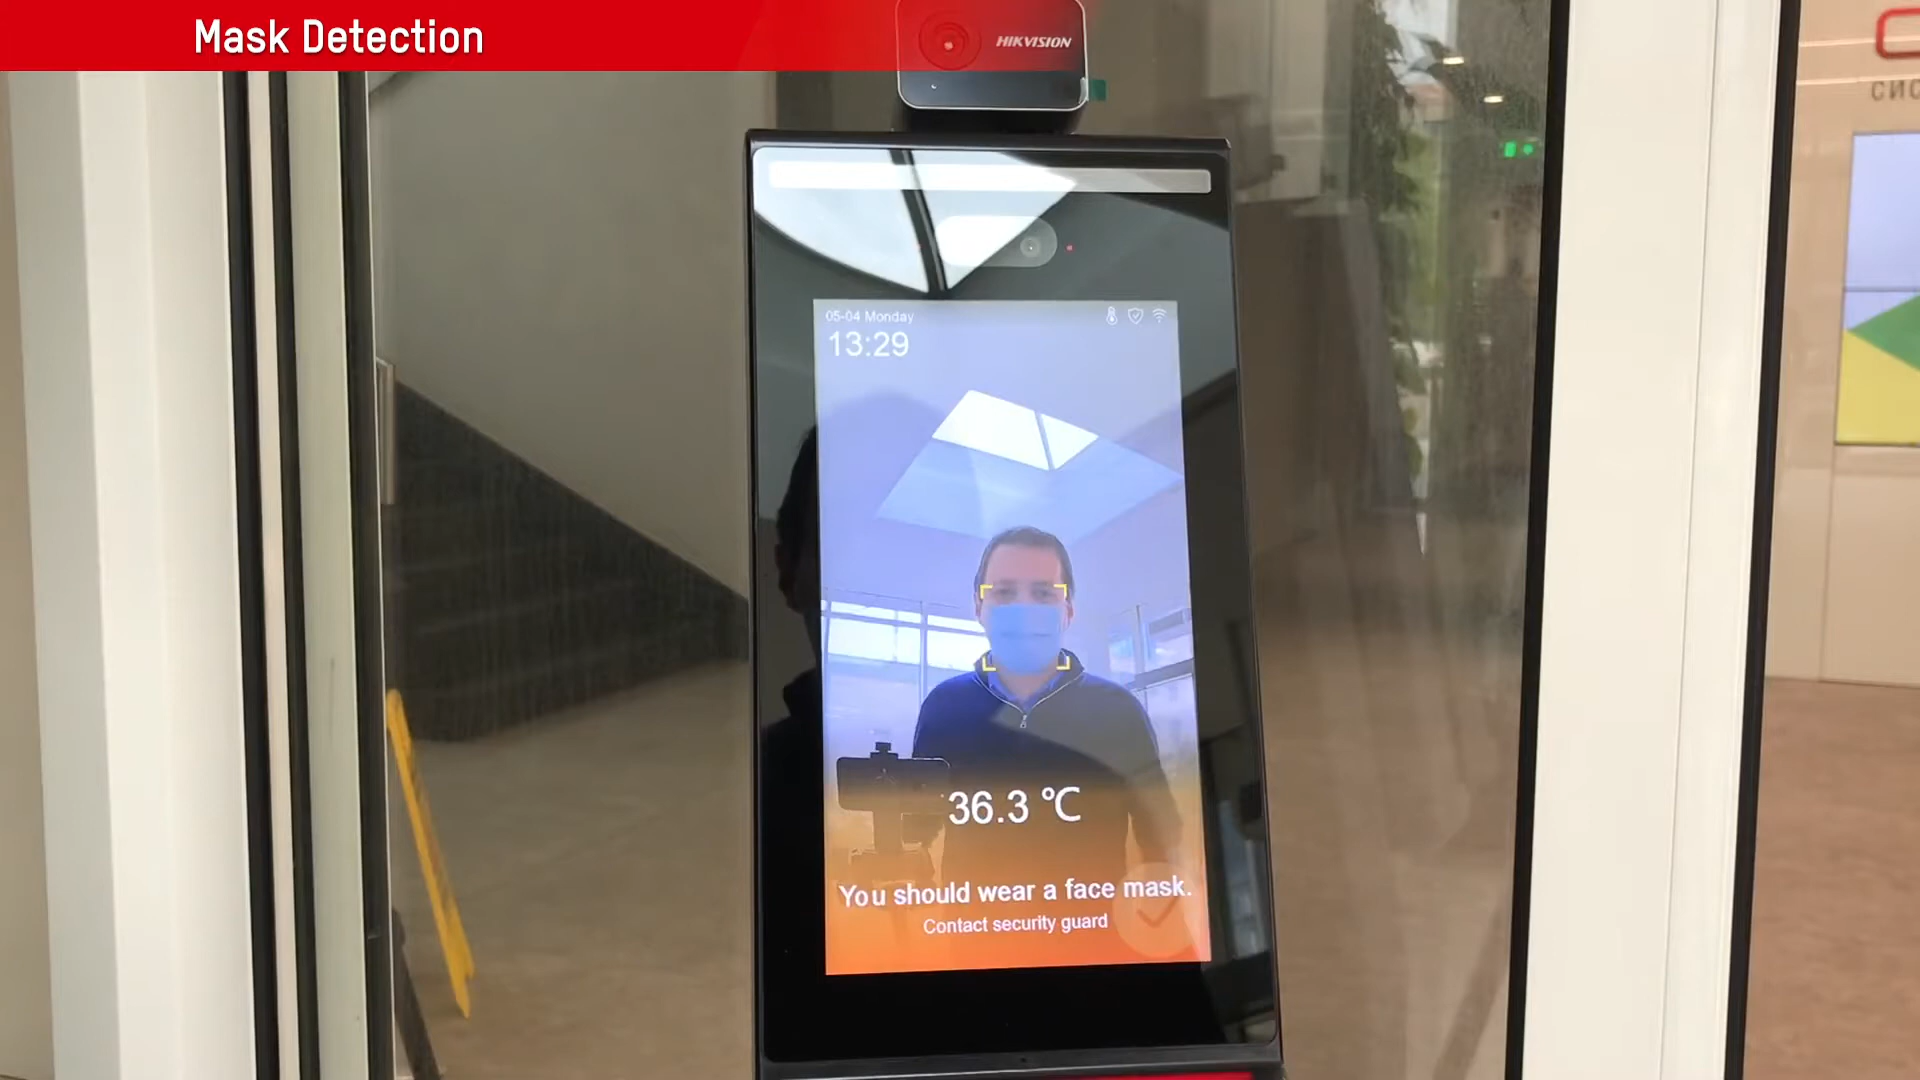 Mask Detection
HIKVISION
05-04 Monday
13:29
36.3 ℃
You should wear a face mask.
Contact security guard